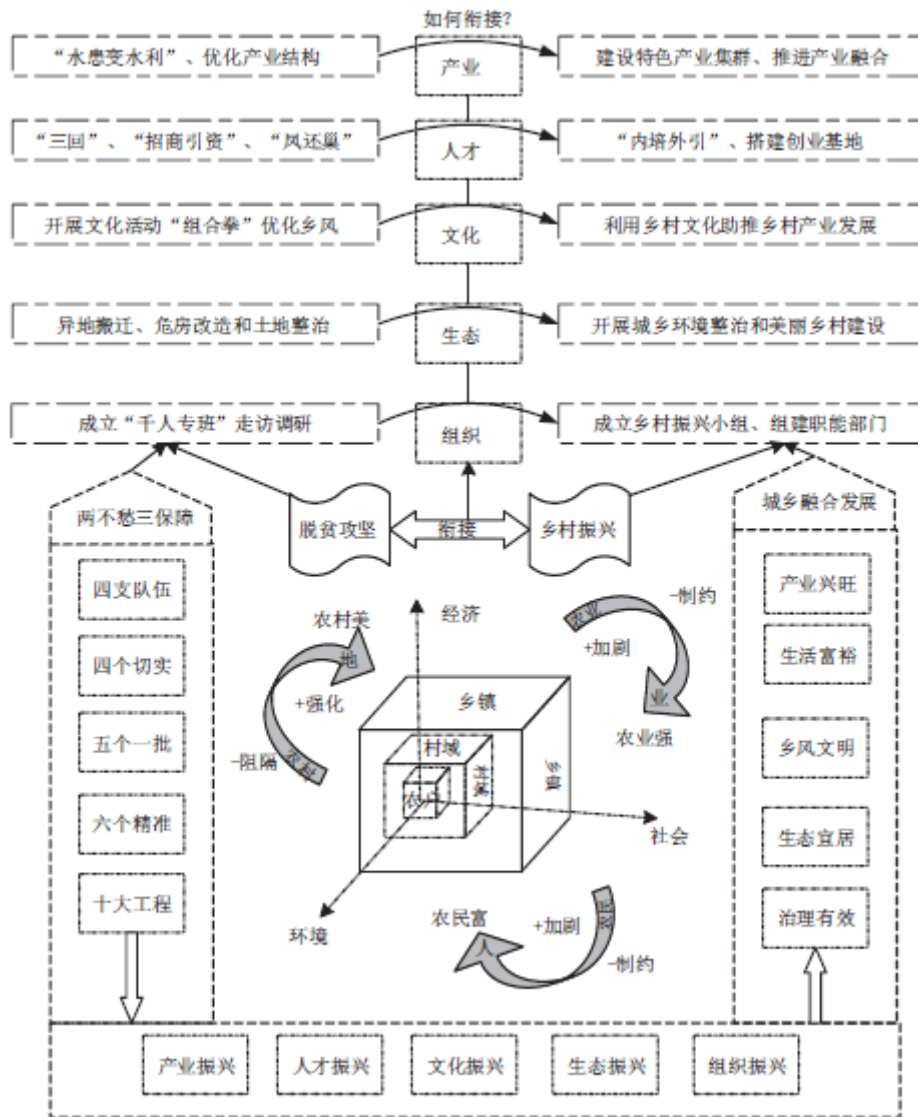 如何衔接?
“水患变水利”、优化产业结构
产业
建设特色产业集群、推进产业融合
“三回”、“招商引资”、“凤还巢”
人才
“内培外引”、搭建创业基地
开展文化活动“组合拳”优化乡风
文化
利用乡村文化助推乡村产业发展
异地搬迁、危房改造和土地整治
生态
开展城乡环境整治和美丽乡村建设
成立“千人专班”走访调研
组织
成立乡村振兴小组、组建职能部门
两不愁三保障
脱贫攻坚
衔接
乡村振兴
城乡融合发展
四支队伍
四个切实
五个一批
六个精准
十大工程
农村美
地
+强化
-阻隔
农村
经济
社会
环境
乡镇
乡镇
村域
村域
农户
农业
-制约
+加剧
业
农业强
农民富
人
+加剧
农民
-制约
产业兴旺
生活富裕
乡风文明
生态宜居
治理有效
产业振兴
人才振兴
文化振兴
生态振兴
组织振兴